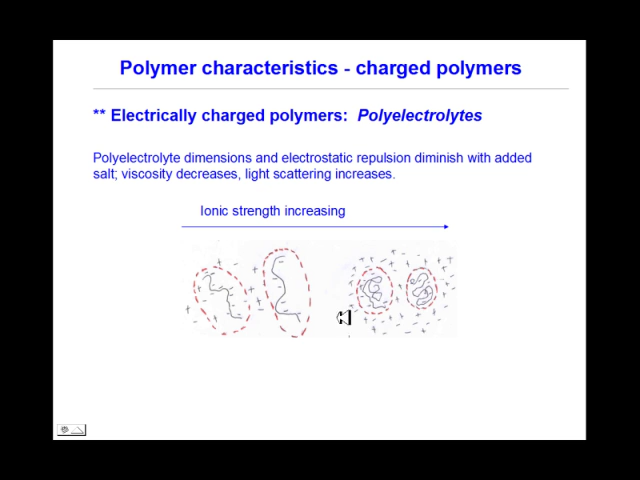 Polymer characteristics - charged polymers
** Electrically charged polymers: Polyelectrolytes
Polyelectrolyte dimensions and electrostatic repulsion diminish with added
salt; viscosity decreases, light scattering increases.
Ionic strength increasing